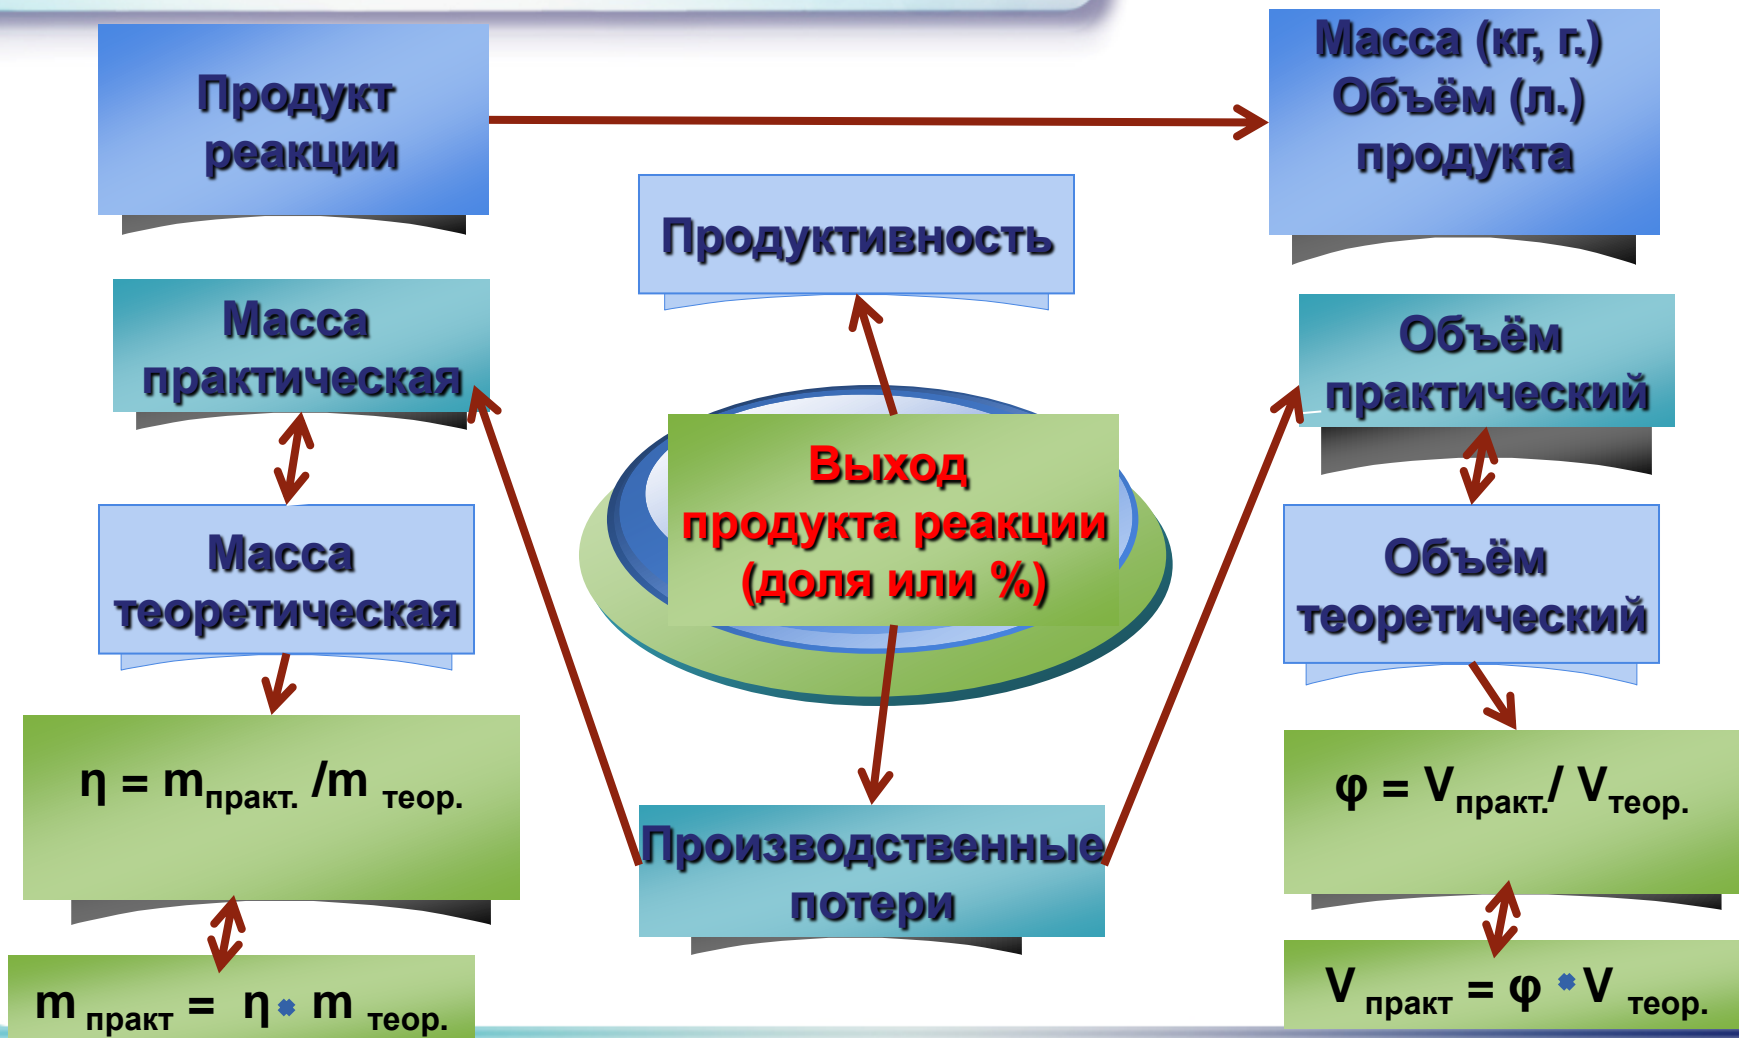 Продукт
реакции
Масса (кг, г.)
Объём (л.)
продукта
Продуктивность
Масса
практическая
Объём
практический
Выход
продукта реакции
(доля или %)
Масса
теоретическая
Объём
теоретический
η = mпракт. /m теор.
φ = Vпракт./ Vтеор.
Производственные
потери
m практ = η * m теор.
V практ = φ * V теор.